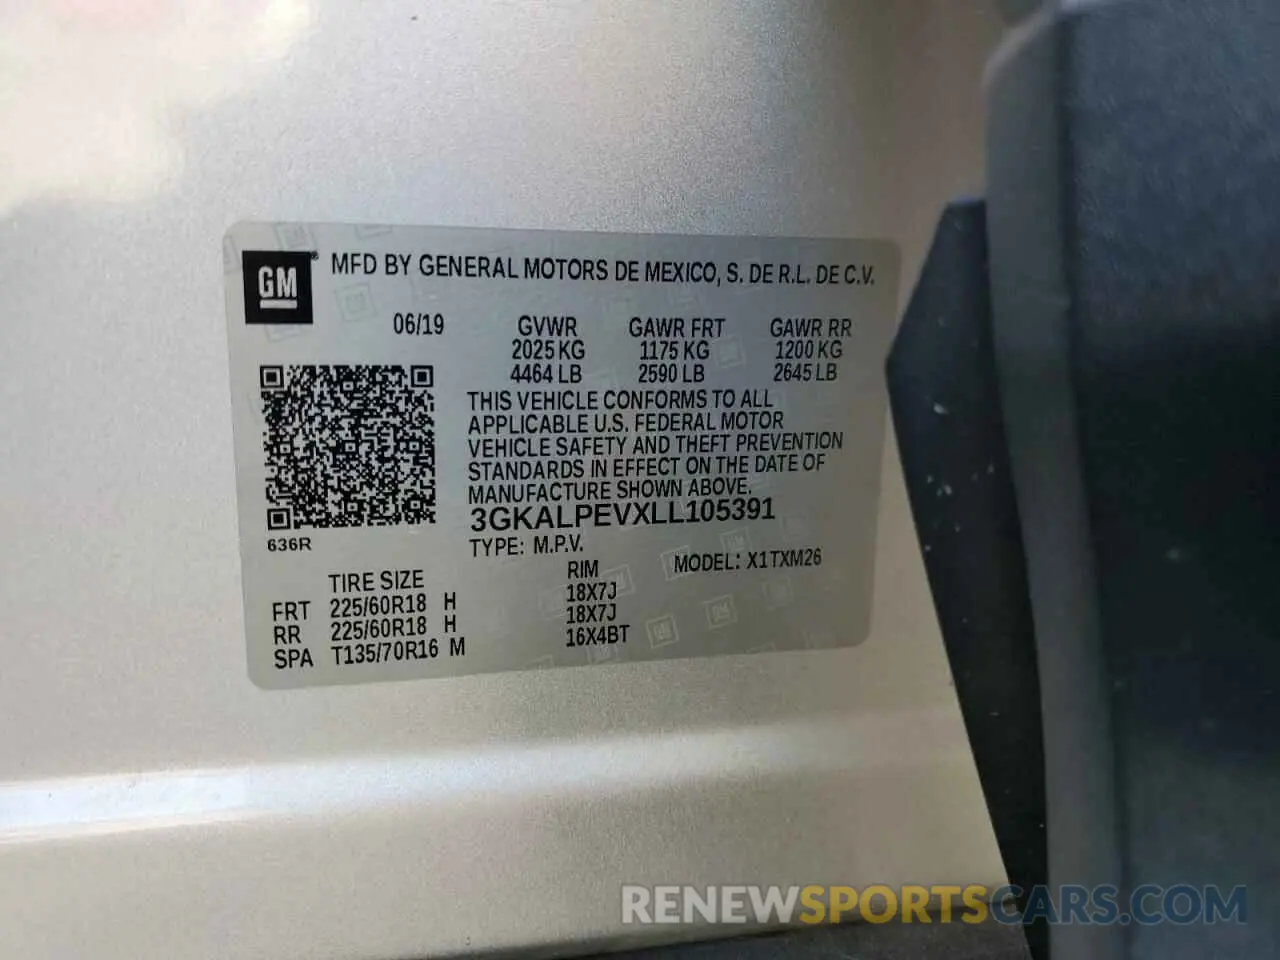 GM® MFD BY GENERAL MOTORS DE MEXICO, S. DE R.L. DE C.V.
06/19 GVWR GAWR FRT GAWR RR
2025 KG 1175 KG 1200 KG
4464 LB 2590 LB 2645 LB
THIS VEHICLE CONFORMS TO ALL
APPLICABLE U.S. FEDERAL MOTOR
VEHICLE SAFETY AND THEFT PREVENTION
STANDARDS IN EFFECT ON THE DATE OF
MANUFACTURE SHOWN ABOVE.
3GKALPEVXLL105391
636R
TYPE: M.P.V. MODEL: X1TXM26
TIRE SIZE RIM
FRT 225/60R18 H 18X7J
RR 225/60R18 H 18X7J
SPA T135/70R16 M 16X4BT
RENEWSPORTSCARS.COM